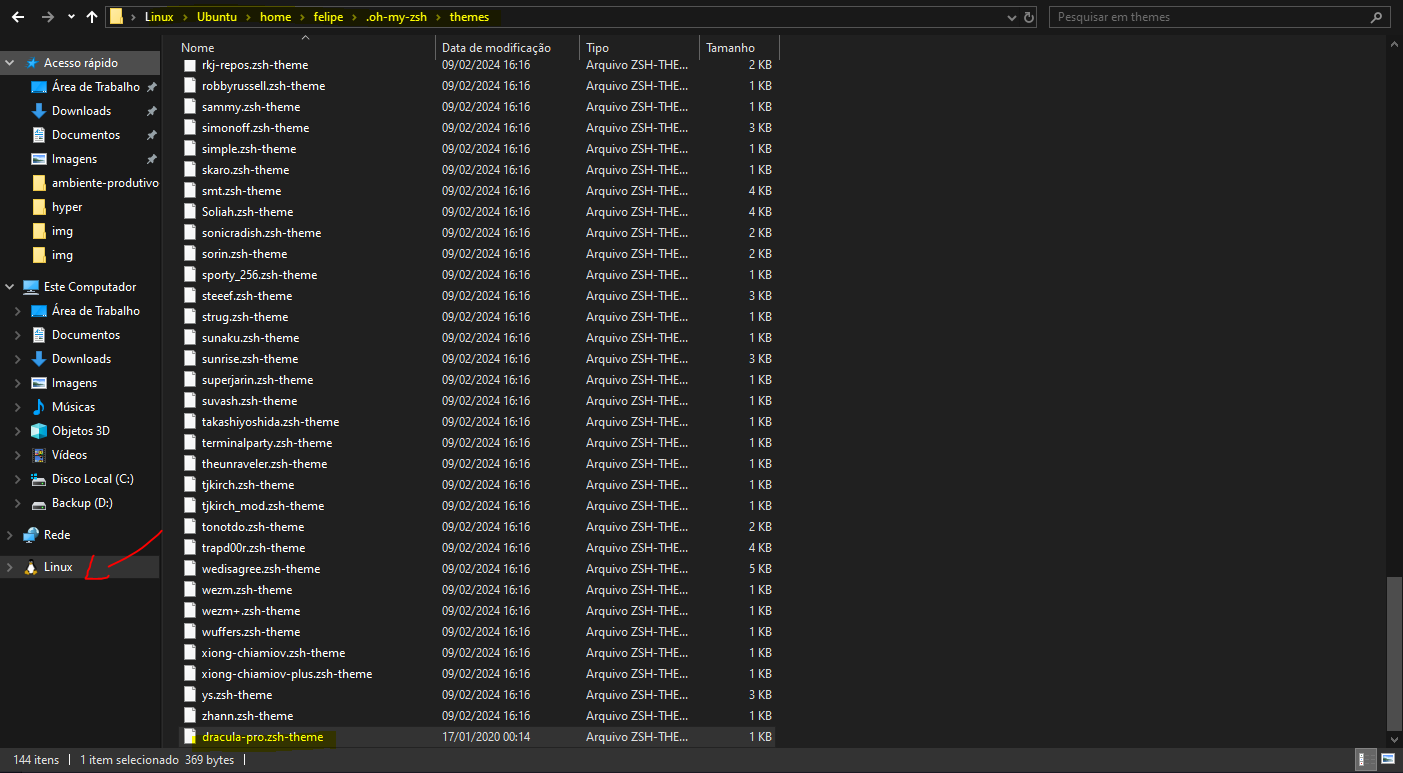 Linux > Ubuntu > home > felipe > .oh-my-zsh > themes
Pesquisar em themes
Nome Data de modificação Tipo Tamanho
Acesso rápido
Área de Trabalho
Downloads
Documentos
Imagens
ambiente-produtivo
hyper
img
img
Este Computador
Área de Trabalho
Documentos
Downloads
Imagens
Músicas
Objetos 3D
Vídeos
Disco Local (C:)
Backup (D:)
Rede
Linux
rkj-repos.zsh-theme 09/02/2024 16:16 Arquivo ZSH-THE... 2 KB
robbyrussell.zsh-theme 09/02/2024 16:16 Arquivo ZSH-THE... 1 KB
sammy.zsh-theme 09/02/2024 16:16 Arquivo ZSH-THE... 1 KB
simonoff.zsh-theme 09/02/2024 16:16 Arquivo ZSH-THE... 3 KB
simple.zsh-theme 09/02/2024 16:16 Arquivo ZSH-THE... 1 KB
skaro.zsh-theme 09/02/2024 16:16 Arquivo ZSH-THE... 1 KB
smt.zsh-theme 09/02/2024 16:16 Arquivo ZSH-THE... 4 KB
Soliah.zsh-theme 09/02/2024 16:16 Arquivo ZSH-THE... 4 KB
sonicradish.zsh-theme 09/02/2024 16:16 Arquivo ZSH-THE... 2 KB
sorin.zsh-theme 09/02/2024 16:16 Arquivo ZSH-THE... 2 KB
sporty_256.zsh-theme 09/02/2024 16:16 Arquivo ZSH-THE... 1 KB
steeef.zsh-theme 09/02/2024 16:16 Arquivo ZSH-THE... 3 KB
strug.zsh-theme 09/02/2024 16:16 Arquivo ZSH-THE... 1 KB
sunaku.zsh-theme 09/02/2024 16:16 Arquivo ZSH-THE... 1 KB
sunrise.zsh-theme 09/02/2024 16:16 Arquivo ZSH-THE... 3 KB
superjarin.zsh-theme 09/02/2024 16:16 Arquivo ZSH-THE... 1 KB
suvash.zsh-theme 09/02/2024 16:16 Arquivo ZSH-THE... 1 KB
takashiyoshida.zsh-theme 09/02/2024 16:16 Arquivo ZSH-THE... 1 KB
terminalparty.zsh-theme 09/02/2024 16:16 Arquivo ZSH-THE... 1 KB
theunraveler.zsh-theme 09/02/2024 16:16 Arquivo ZSH-THE... 1 KB
tjkirch.zsh-theme 09/02/2024 16:16 Arquivo ZSH-THE... 1 KB
tjkirch_mod.zsh-theme 09/02/2024 16:16 Arquivo ZSH-THE... 1 KB
tonotdo.zsh-theme 09/02/2024 16:16 Arquivo ZSH-THE... 2 KB
trapd00r.zsh-theme 09/02/2024 16:16 Arquivo ZSH-THE... 4 KB
wedisagree.zsh-theme 09/02/2024 16:16 Arquivo ZSH-THE... 5 KB
wezm.zsh-theme 09/02/2024 16:16 Arquivo ZSH-THE... 1 KB
wezm+.zsh-theme 09/02/2024 16:16 Arquivo ZSH-THE... 1 KB
wuffers.zsh-theme 09/02/2024 16:16 Arquivo ZSH-THE... 1 KB
xiong-chiamiov.zsh-theme 09/02/2024 16:16 Arquivo ZSH-THE... 1 KB
xiong-chiamiov-plus.zsh-theme 09/02/2024 16:16 Arquivo ZSH-THE... 1 KB
ys.zsh-theme 09/02/2024 16:16 Arquivo ZSH-THE... 3 KB
zhann.zsh-theme 09/02/2024 16:16 Arquivo ZSH-THE... 1 KB
dracula-pro.zsh-theme 17/01/2020 00:14 Arquivo ZSH-THE... 1 KB
144 itens | 1 item selecionado 369 bytes |